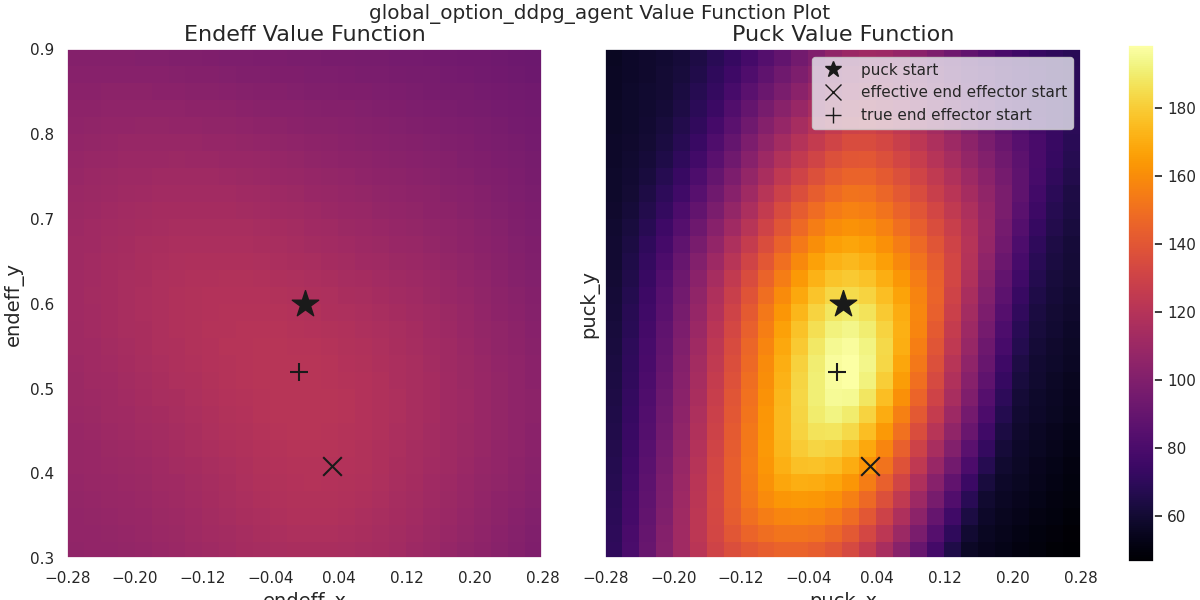 global_option_ddpg_agent Value Function Plot
Endeff Value Function
Puck Value Function
0.9
0.8
0.7
0.6
0.5
0.4
0.3
endeff_y
−0.28 −0.20 −0.12 −0.04 0.04 0.12 0.20 0.28
endeff_x
puck_y
puck start
effective end effector start
true end effector start
−0.28 −0.20 −0.12 −0.04 0.04 0.12 0.20 0.28
puck_x
180
160
140
120
100
80
60